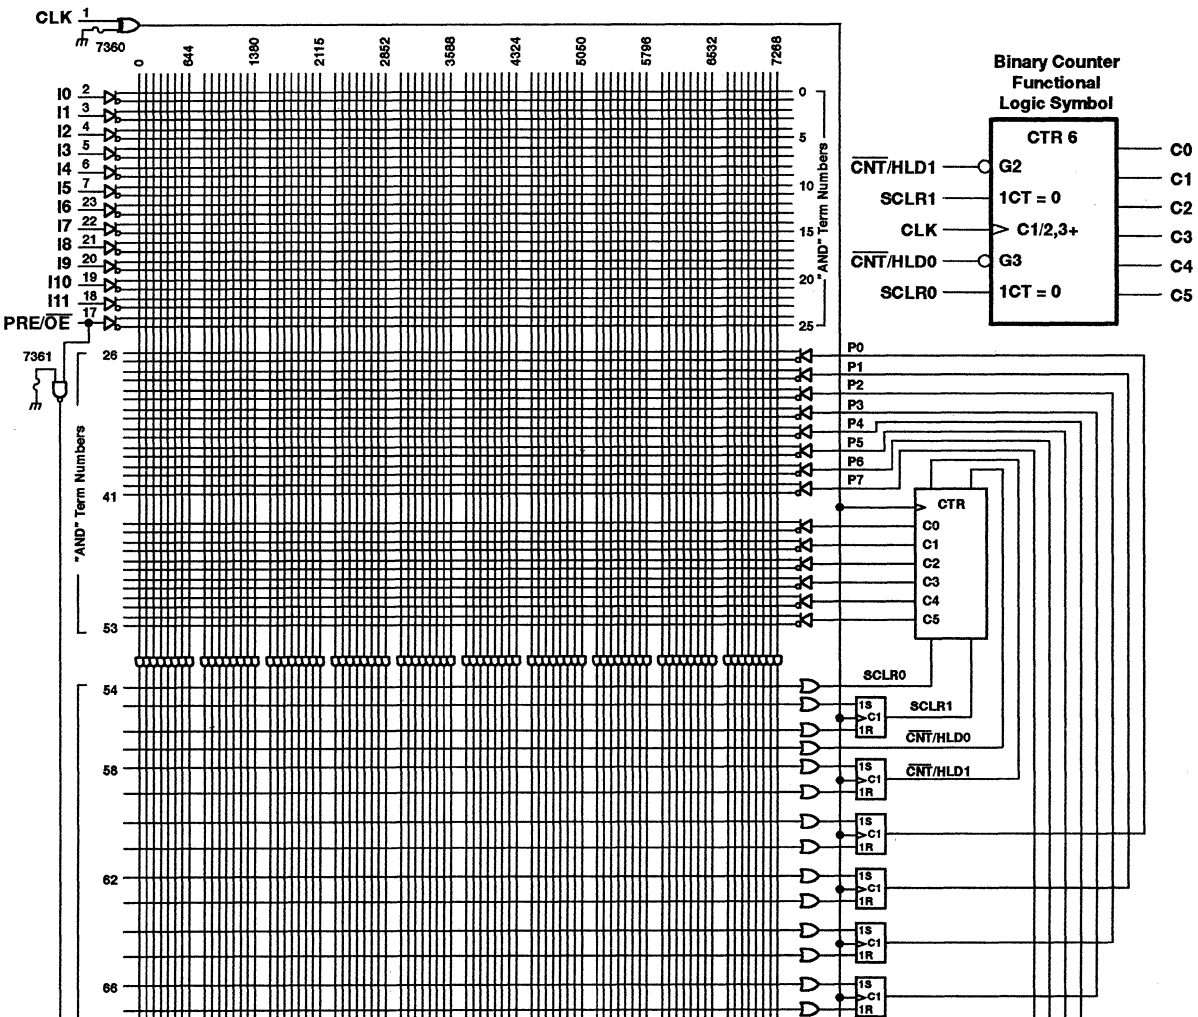 CLK 1
7360
0 644 1380 2115 2852 3588 4324 5050 5796 6532 7268
I0 2
I1 3
I2 4
I3 5
I4 6
I5 7
I6 23
I7 22
I8 21
I9 20
I10 19
I11 18
PRE/OE 17
7361
0
5
10
15
20
25
"AND" Term Numbers
Binary Counter
Functional
Logic Symbol
CTR 6
CNT/HLD1 G2
SCLR1 1CT = 0
CLK C1/2,3+
CNT/HLD0 G3
SCLR0 1CT = 0
C0
C1
C2
C3
C4
C5
26
41
53
"AND" Term Numbers
P0
P1
P2
P3
P4
P5
P6
P7
CTR
C0
C1
C2
C3
C4
C5
54
SCLR0
1S
C1
1R
SCLR1
CNT/HLD0
58
1S
C1
1R
CNT/HLD1
1S
C1
1R
62
1S
C1
1R
1S
C1
1R
66
1S
C1
1R